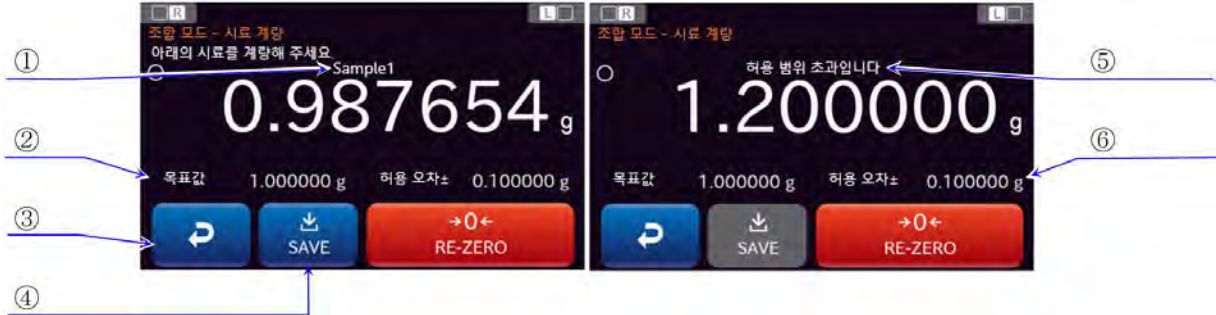 R L
조합 모드 - 시료 계량
아래의 시료를 계량해 주세요
① Sample1
0.987654 g
② 목표값 1.000000 g 허용 오차± 0.100000 g
③
SAVE
→0←
RE-ZERO
④
R L
조합 모드 - 시료 계량
허용 범위 초과입니다 ⑤
1.200000 g
목표값 1.000000 g 허용 오차± 0.100000 g ⑥
SAVE
→0←
RE-ZERO